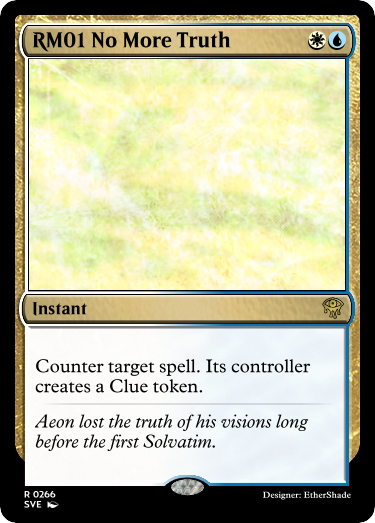 RM01 No More Truth
Instant
Counter target spell. Its controller
creates a Clue token.
Aeon lost the truth of his visions long
before the first Solvatim.
R 0266
SVE
Designer: EtherShade